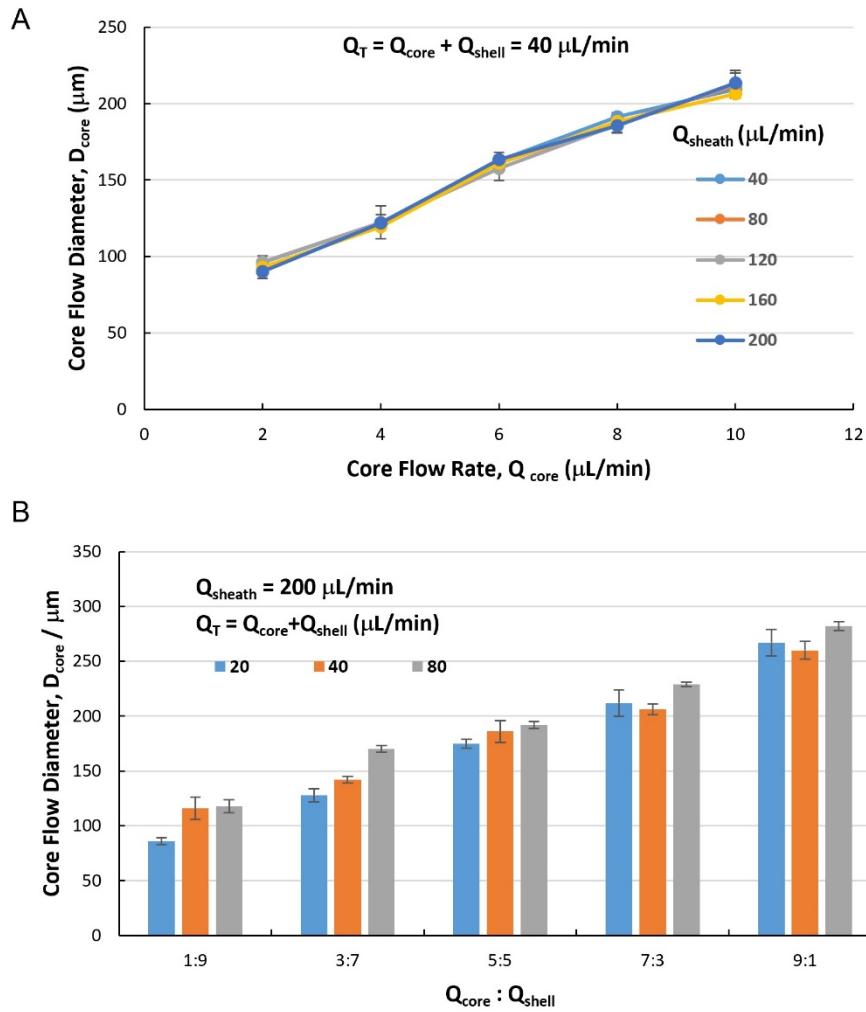 A
Q_T = Q_core + Q_shell = 40 μL/min
Core Flow Diameter, D_core (μm)
250
200
150
100
50
0
Q_sheath (μL/min)
40
80
120
160
200
0 2 4 6 8 10 12
Core Flow Rate, Q core (μL/min)
B
Core Flow Diameter, D_core / μm
350
300
250
200
150
100
50
0
Q_sheath = 200 μL/min
Q_T = Q_core+Q_shell (μL/min)
20 40 80
1:9 3:7 5:5 7:3 9:1
Q_core : Q_shell